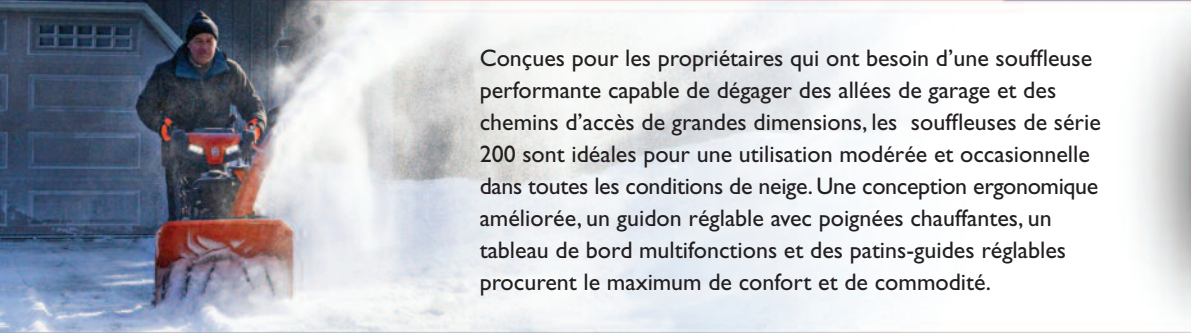 Conçues pour les propriétaires qui ont besoin d’une souffleuse
performante capable de dégager des allées de garage et des
chemins d’accès de grandes dimensions, les souffleuses de série
200 sont idéales pour une utilisation modérée et occasionnelle
dans toutes les conditions de neige. Une conception ergonomique
améliorée, un guidon réglable avec poignées chauffantes, un
tableau de bord multifonctions et des patins-guides réglables
procurent le maximum de confort et de commodité.